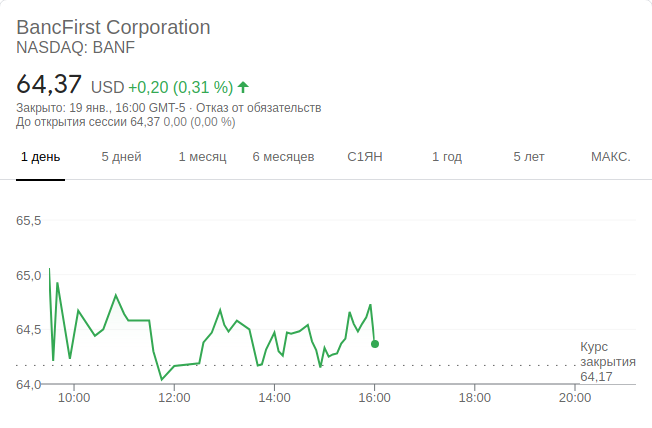 BancFirst Corporation
NASDAQ: BANF
64,37 USD +0,20 (0,31 %)
Закрыто: 19 янв., 16:00 GMT-5 · Отказ от обязательств
До открытия сессии 64,37 0,00 (0,00 %)
1 день 5 дней 1 месяц 6 месяцев С1ЯН 1 год 5 лет МАКС.
65,5
65,0
64,5
64,0
Курс
закрытия
64,17
10:00 12:00 14:00 16:00 18:00 20:00